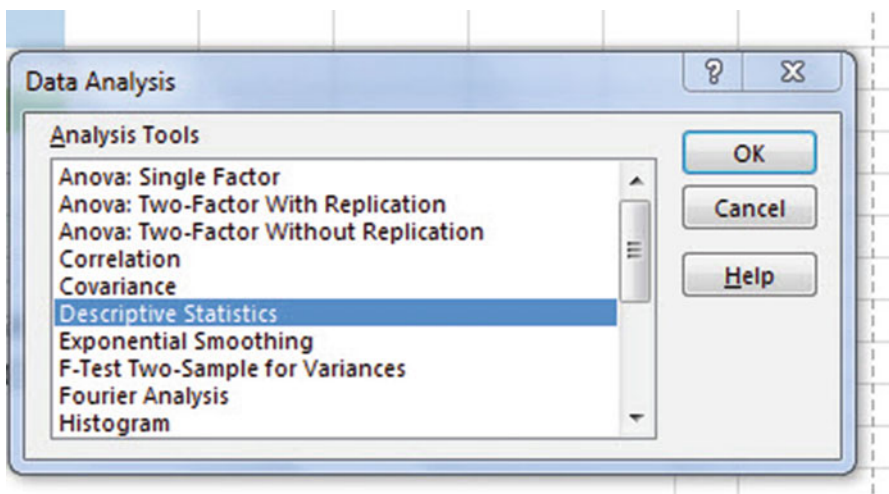 Data Analysis
Analysis Tools
Anova: Single Factor
Anova: Two-Factor With Replication
Anova: Two-Factor Without Replication
Correlation
Covariance
Descriptive Statistics
Exponential Smoothing
F-Test Two-Sample for Variances
Fourier Analysis
Histogram
OK
Cancel
Help